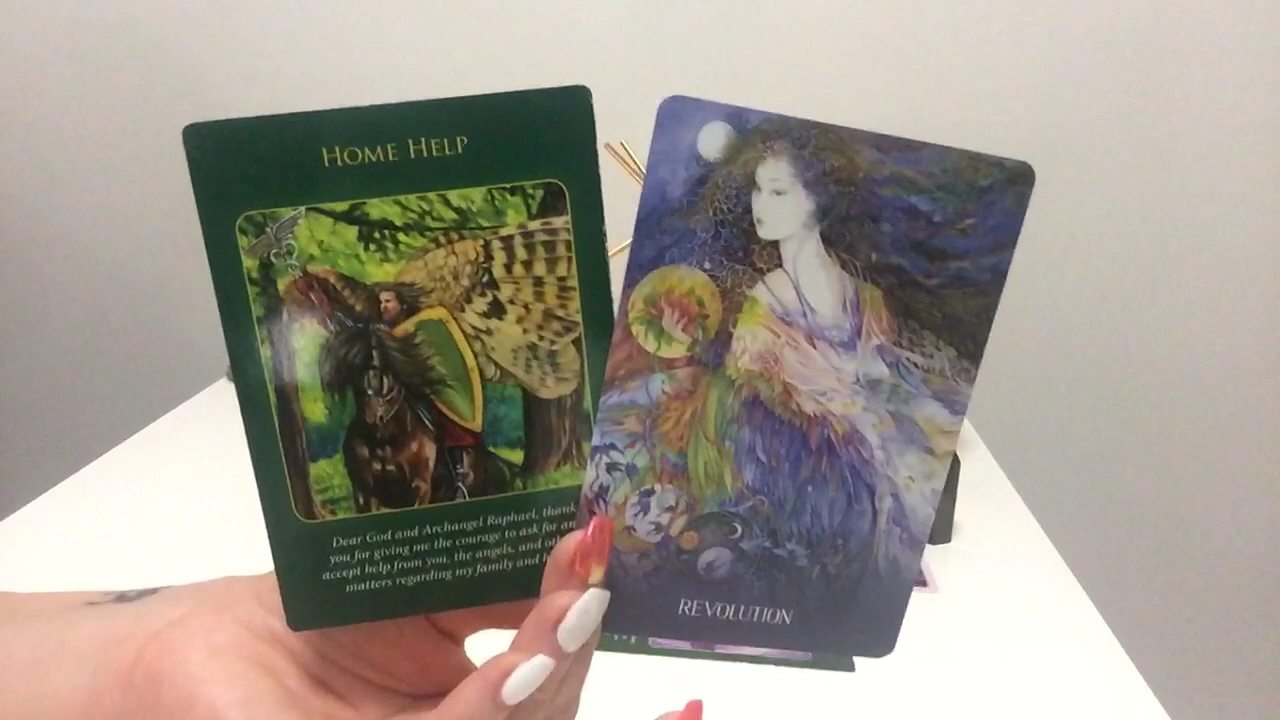 HOME HELP
Dear God and Archangel Raphael, thank
you for giving me the courage to ask for an
accept help from you, the angels, and
matters regarding my family and
REVOLUTION